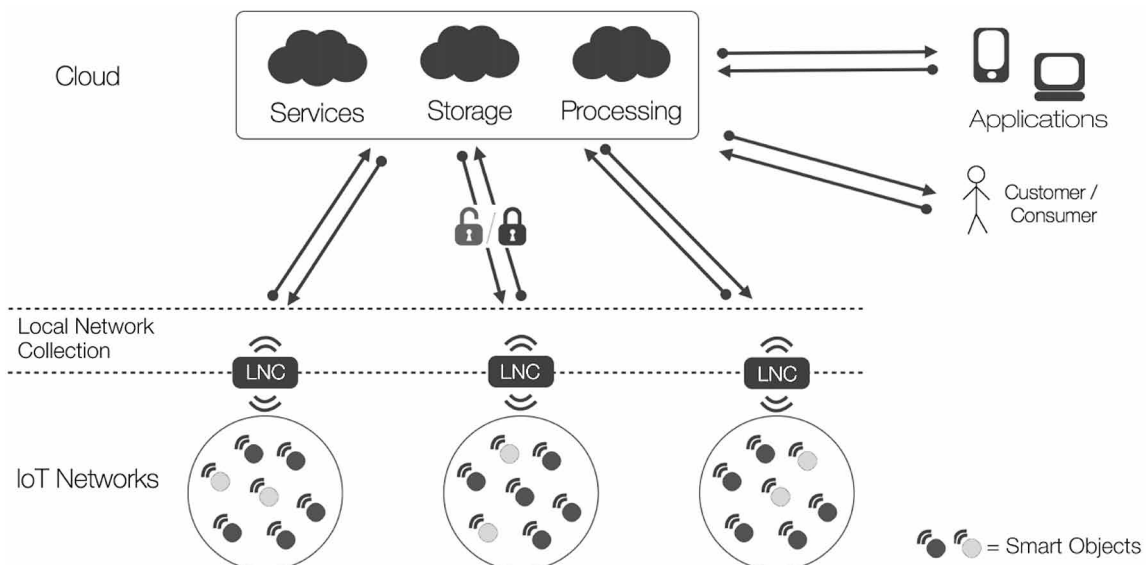 Cloud
Services
Storage
Processing
Applications
Customer /
Consumer
Local Network
Collection
LNC
LNC
LNC
IoT Networks
= Smart Objects